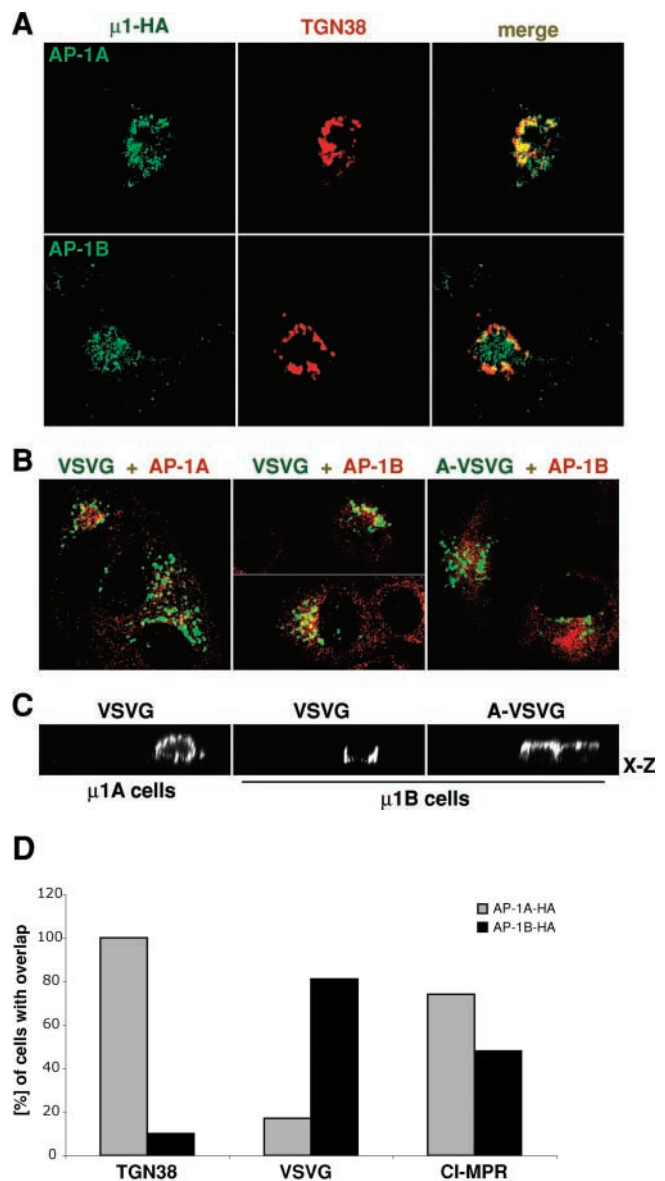 A
μ1-HA TGN38 merge
AP-1A
AP-1B
B
VSVG + AP-1A VSVG + AP-1B A-VSVG + AP-1B
C
VSVG VSVG A-VSVG
X-Z
μ1A cells μ1B cells
D
[%] of cells with overlap
120
100
80
60
40
20
0
AP-1A-HA
AP-1B-HA
TGN38 VSVG CI-MPR